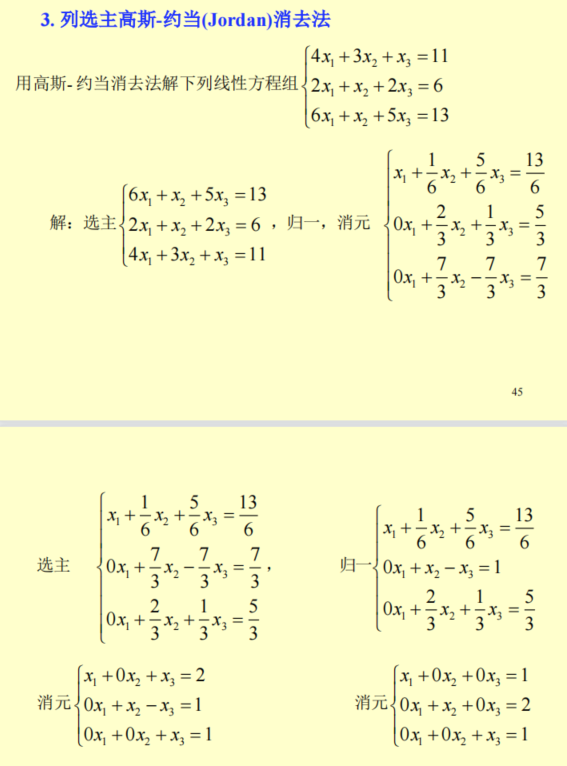 3. 列选主高斯-约当(Jordan)消去法
用高斯- 约当消去法解下列线性方程组
4x₁ + 3x₂ + x₃ = 11
2x₁ + x₂ + 2x₃ = 6
6x₁ + x₂ + 5x₃ = 13
解：选主
6x₁ + x₂ + 5x₃ = 13
2x₁ + x₂ + 2x₃ = 6
4x₁ + 3x₂ + x₃ = 11
，归一，消元
x₁ + 1/6 x₂ + 5/6 x₃ = 13/6
0x₁ + 2/3 x₂ + 1/3 x₃ = 5/3
0x₁ + 7/3 x₂ − 7/3 x₃ = 7/3
45
选主
x₁ + 1/6 x₂ + 5/6 x₃ = 13/6
0x₁ + 7/3 x₂ − 7/3 x₃ = 7/3 ，
0x₁ + 2/3 x₂ + 1/3 x₃ = 5/3
归一
x₁ + 1/6 x₂ + 5/6 x₃ = 13/6
0x₁ + x₂ − x₃ = 1
0x₁ + 2/3 x₂ + 1/3 x₃ = 5/3
消元
x₁ + 0x₂ + x₃ = 2
0x₁ + x₂ − x₃ = 1
0x₁ + 0x₂ + x₃ = 1
消元
x₁ + 0x₂ + 0x₃ = 1
0x₁ + x₂ + 0x₃ = 2
0x₁ + 0x₂ + x₃ = 1